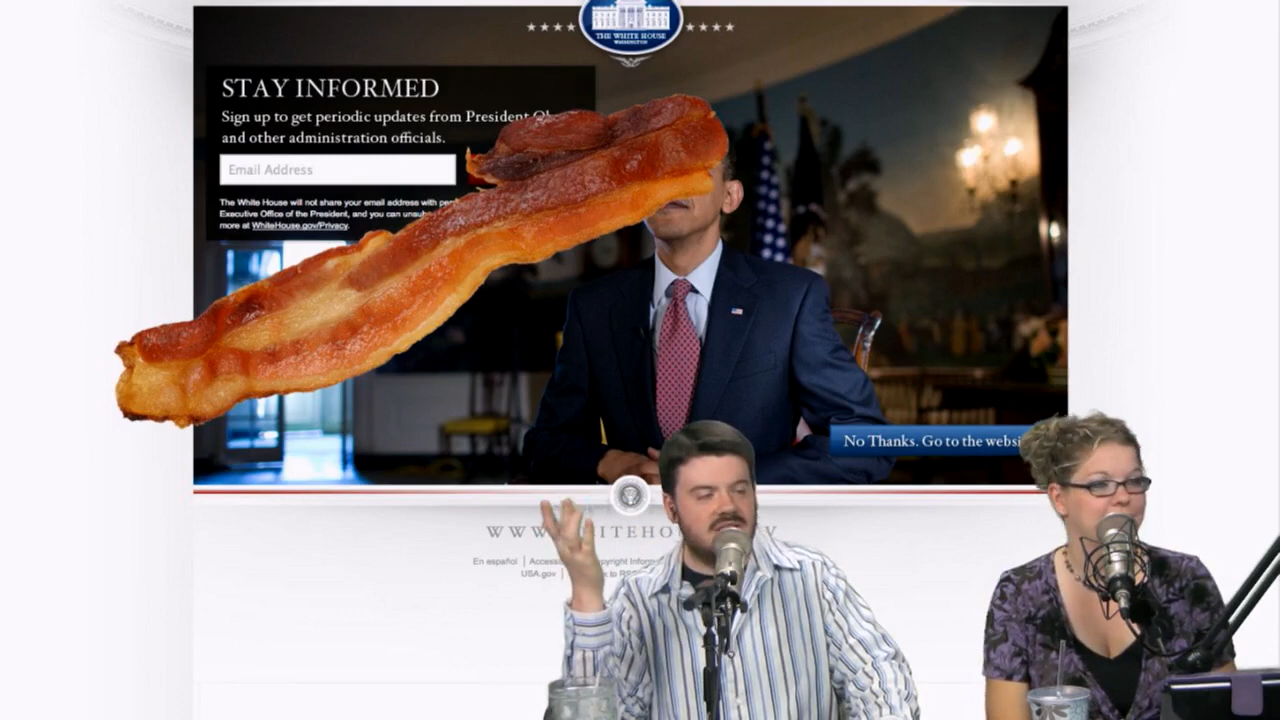 THE WHITE HOUSE
WASHINGTON
STAY INFORMED
Sign up to get periodic updates from President
and other administration officials.
Email Address
The White House will not share your email address with
Executive Office of the President, and you can
more at WhiteHouse.gov/Privacy.
No Thanks. Go to the
En español
USA.gov